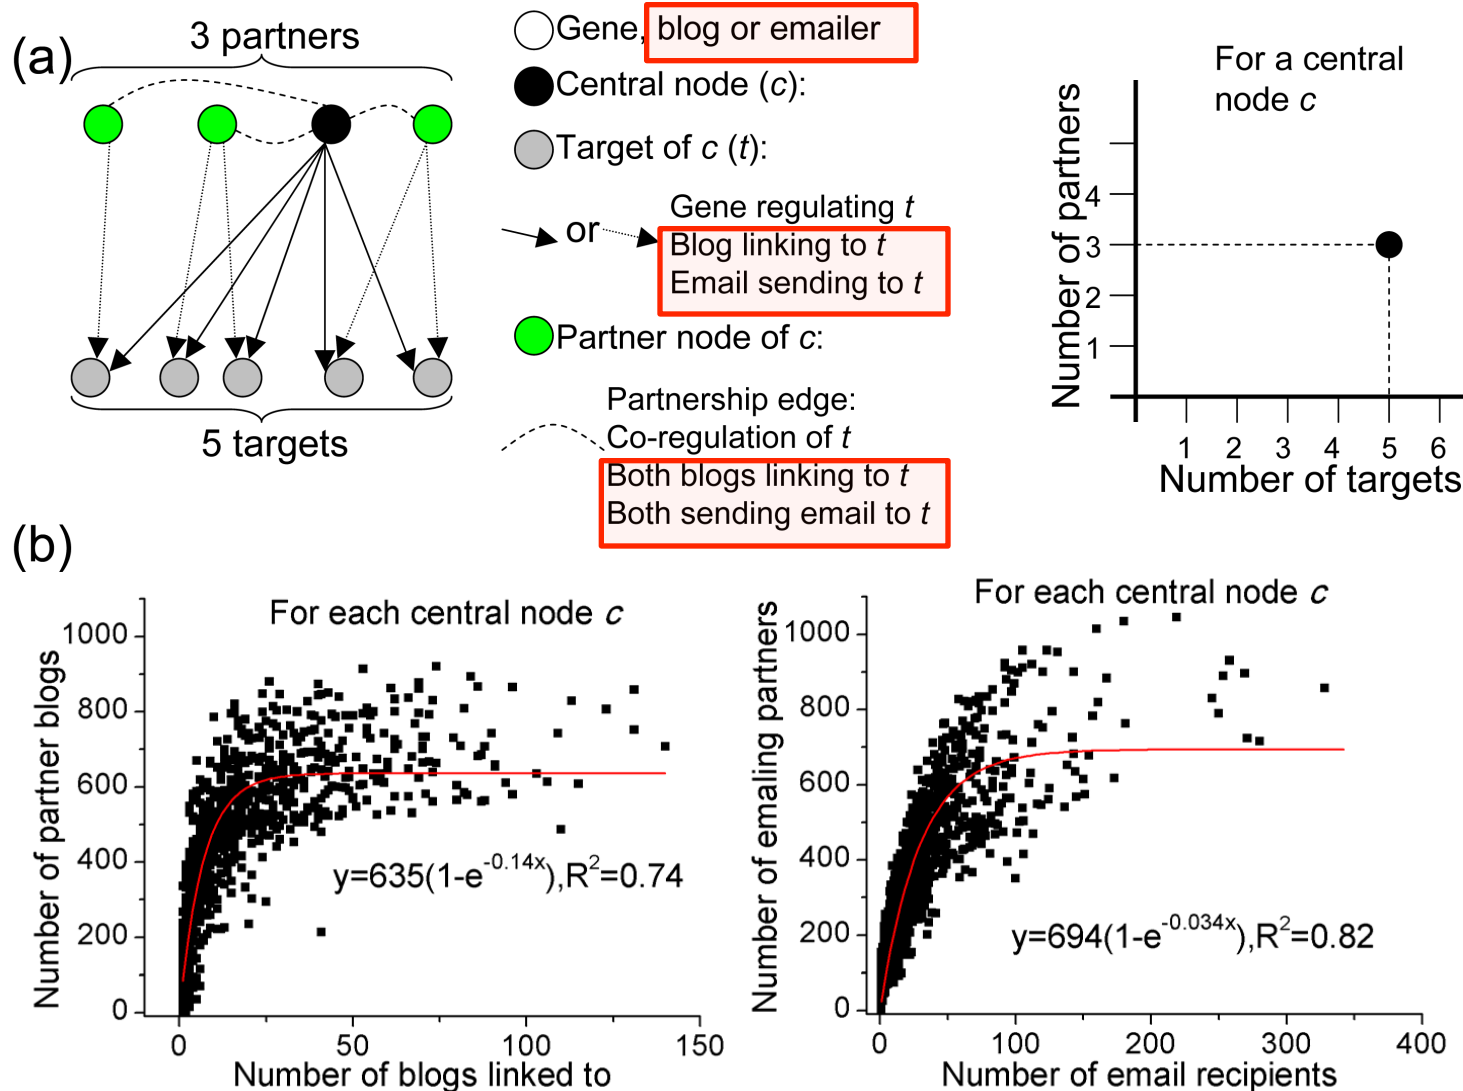 (a)
3 partners
5 targets
Gene, blog or emailer
Central node (c):
Target of c (t):
or
Gene regulating t
Blog linking to t
Email sending to t
Partner node of c:
Partnership edge:
Co-regulation of t
Both blogs linking to t
Both sending email to t
For a central
node c
Number of partners
4
3
2
1
1 2 3 4 5 6
Number of targets
(b)
For each central node c
Number of partner blogs
1000
800
600
400
200
0
y=635(1-e^-0.14x),R^2=0.74
0 50 100 150
Number of blogs linked to
For each central node c
Number of emaling partners
1000
800
600
400
200
0
y=694(1-e^-0.034x),R^2=0.82
0 100 200 300 400
Number of email recipients